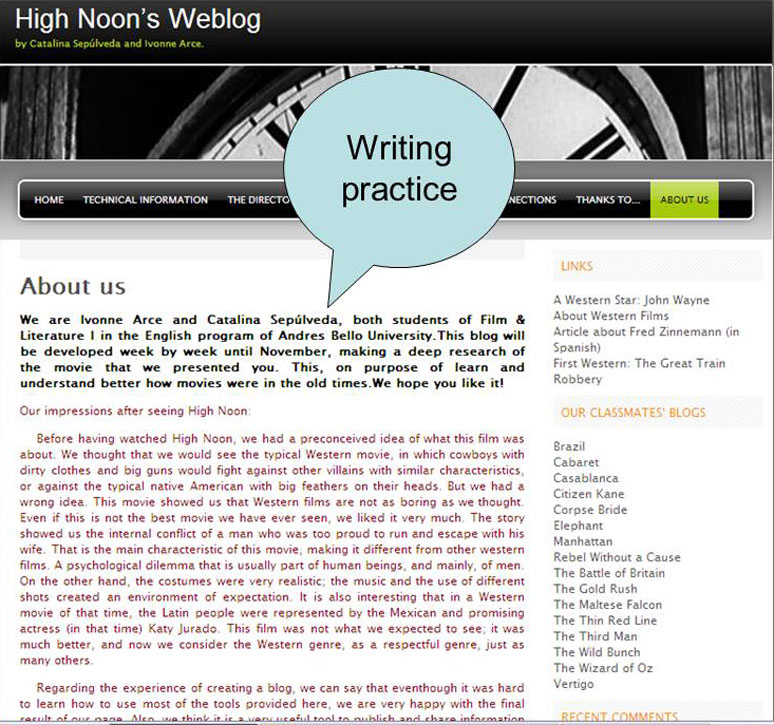 High Noon's Weblog
by Catalina Sepúlveda and Ivonne Arce.
Writing
practice
HOME TECHNICAL INFORMATION THE DIRECTO NECTIONS THANKS TO... ABOUT US
About us
We are Ivonne Arce and Catalina Sepúlveda, both students of Film &
Literature I in the English program of Andres Bello University.This blog will
be developed week by week until November, making a deep research of
the movie that we presented you. This, on purpose of learn and
understand better how movies were in the old times.We hope you like it!
Our impressions after seeing High Noon:
Before having watched High Noon, we had a preconceived idea of what this film was
about. We thought that we would see the typical Western movie, in which cowboys with
dirty clothes and big guns would fight against other villains with similar characteristics,
or against the typical native American with big feathers on their heads. But we had a
wrong idea. This movie showed us that Western films are not as boring as we thought.
Even if this is not the best movie we have ever seen, we liked it very much. The story
showed us the internal conflict of a man who was too proud to run and escape with his
wife. That is the main characteristic of this movie, making it different from other western
films. A psychological dilemma that is usually part of human beings, and mainly, of men.
On the other hand, the costumes were very realistic; the music and the use of different
shots created an environment of expectation. It is also interesting that in a Western
movie of that time, the Latin people were represented by the Mexican and promising
actress (in that time) Katy Jurado. This film was not what we expected to see; it was
much better, and now we consider the Western genre, as a respectful genre, just as
many others.
Regarding the experience of creating a blog, we can say that eventhough it was hard
to learn how to use most of the tools provided here, we are very happy with the final
result of our page. Also, we think it is a very useful tool to publish and share information
LINKS
A Western Star: John Wayne
About Western Films
Article about Fred Zinnemann (in
Spanish)
First Western: The Great Train
Robbery
OUR CLASSMATES' BLOGS
Brazil
Cabaret
Casablanca
Citizen Kane
Corpse Bride
Elephant
Manhattan
Rebel Without a Cause
The Battle of Britain
The Gold Rush
The Maltese Falcon
The Thin Red Line
The Third Man
The Wild Bunch
The Wizard of Oz
Vertigo
RECENT COMMENTS